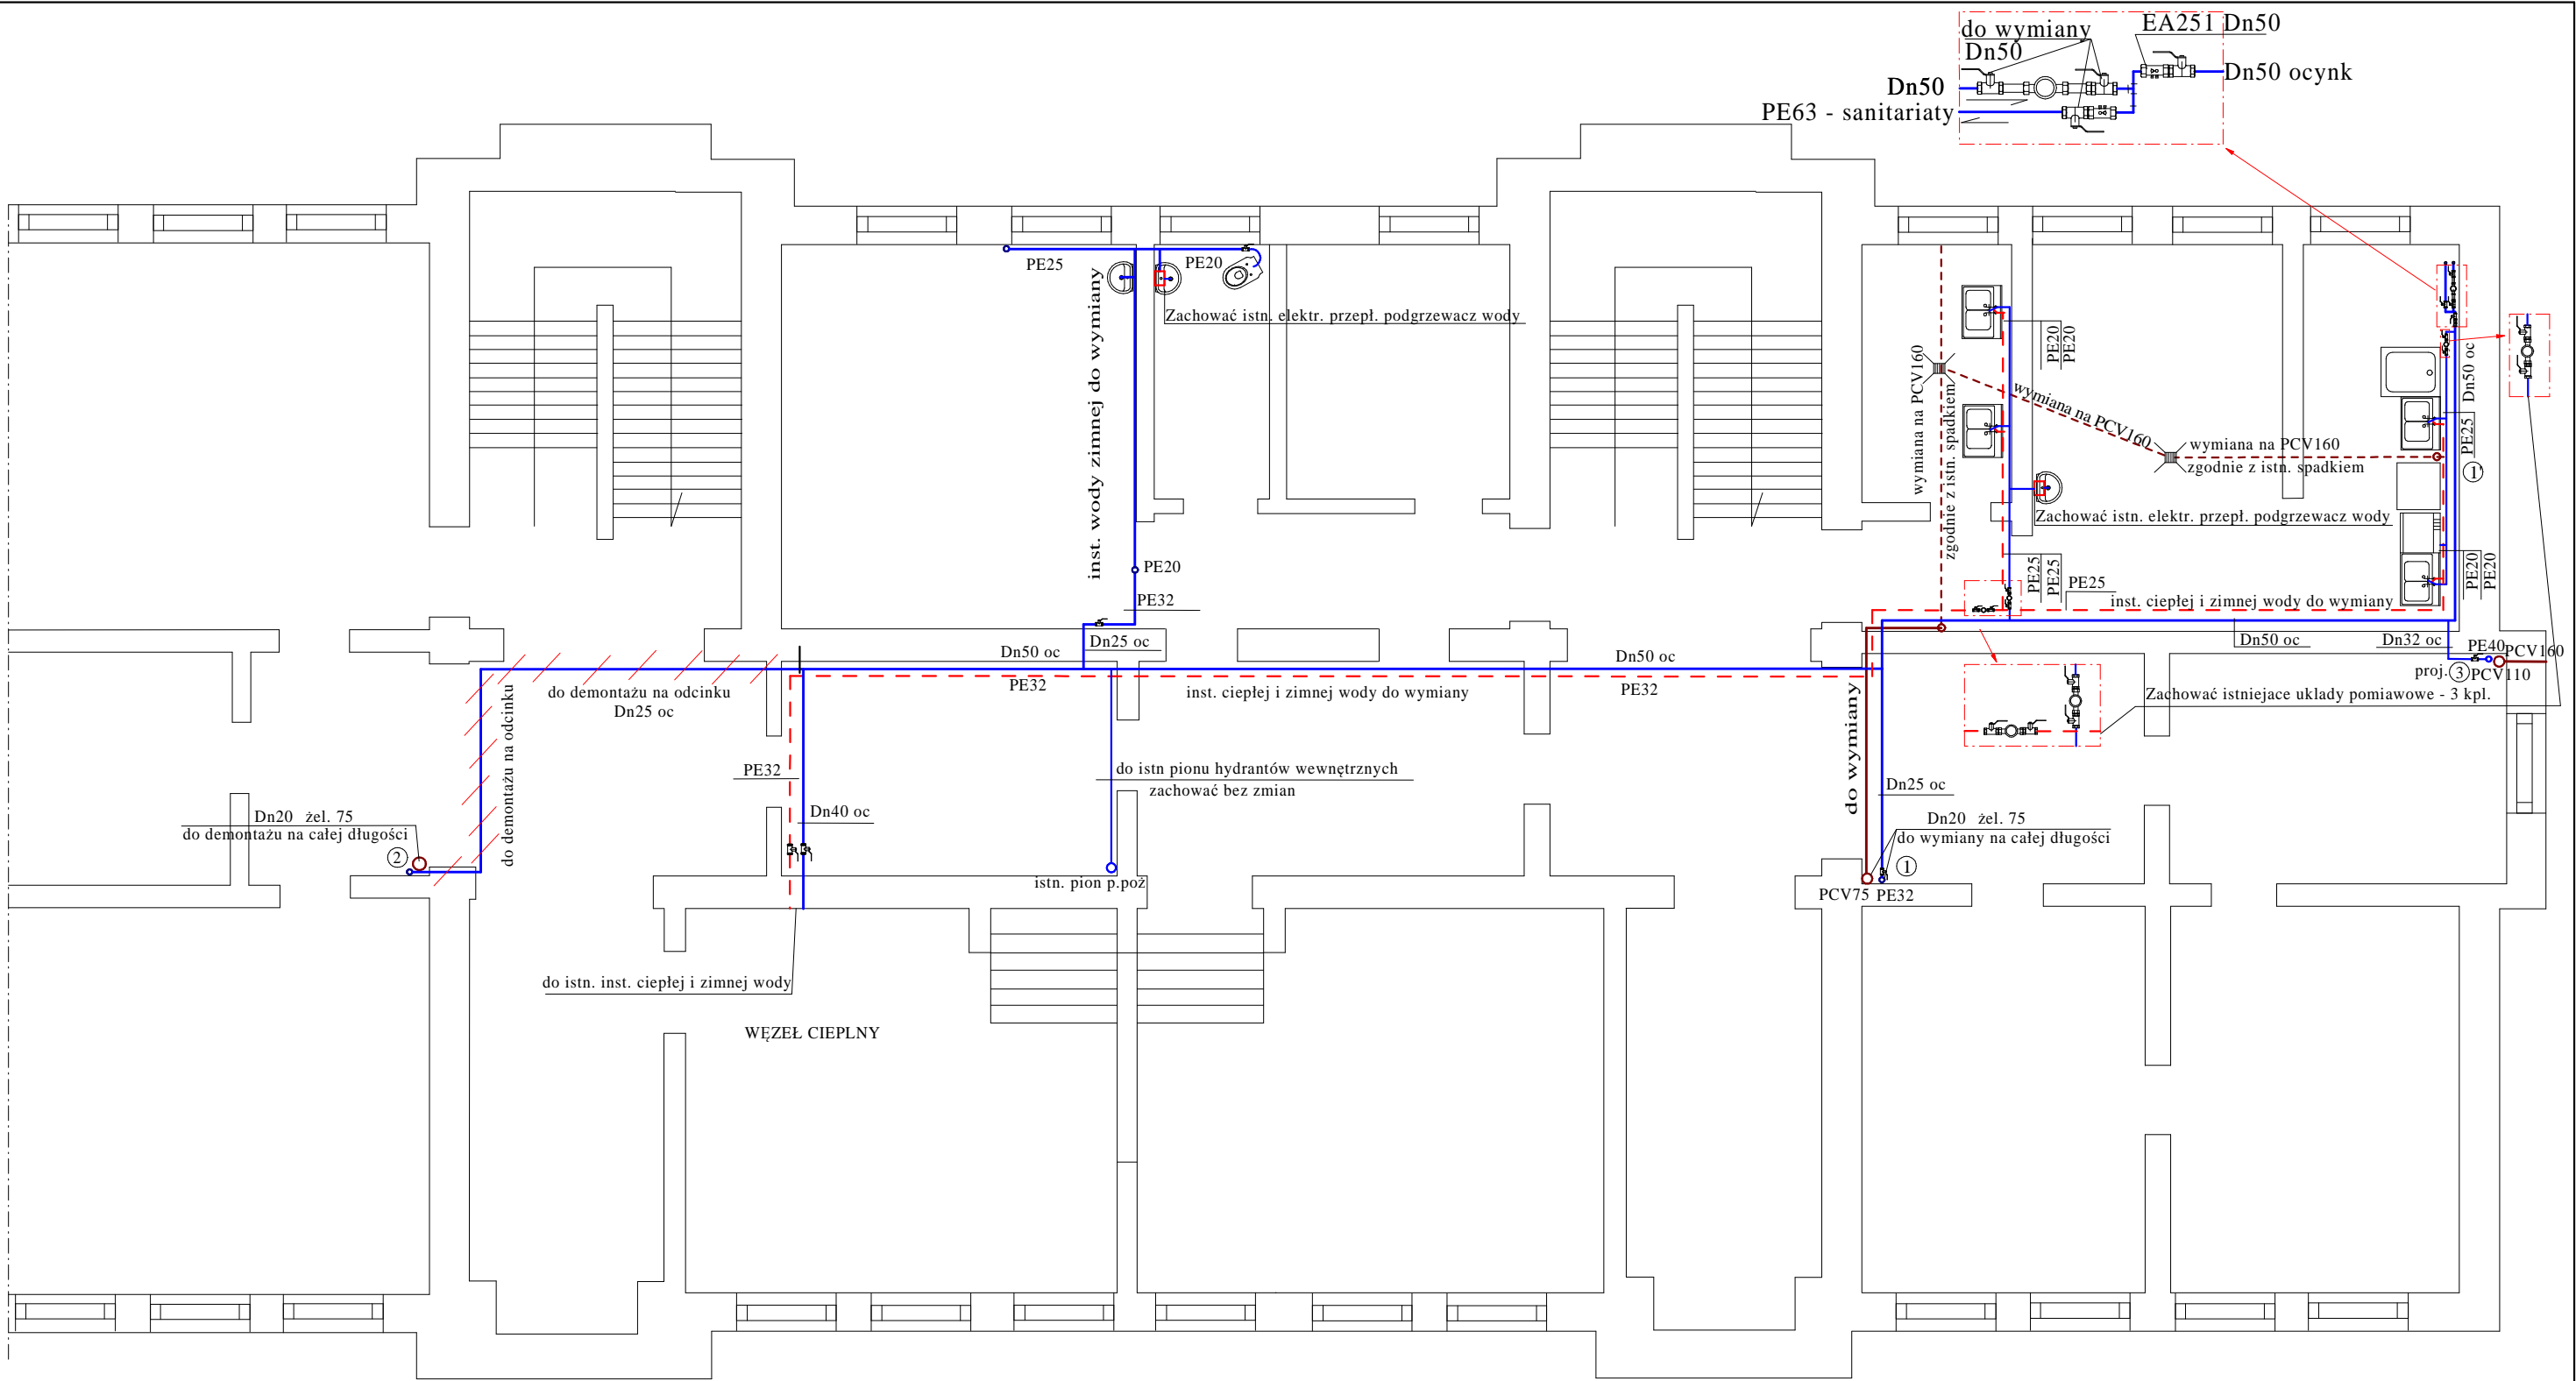 do wymiany
Dn50
EA251 Dn50
Dn50
Dn50 ocynk
PE63 - sanitariaty
PE25
PE20
inst. wody zimnej do wymiany
Zachować istn. elektr. przepł. podgrzewacz wody
PE20
PE32
Dn25 oc
wymiana na PCV160
zgodnie z istn. spadkiem
wymiana na PCV160
wymiana na PCV160
zgodnie z istn. spadkiem
PE20
PE20
Dn50 oc
PE25
1'
Zachować istn. elektr. przepł. podgrzewacz wody
PE25
PE25
PE25
PE20
PE20
inst. ciepłej i zimnej wody do wymiany
Dn50 oc
Dn32 oc
PE40
PCV160
proj.
3
PCV110
Zachować istniejace uklady pomiawowe - 3 kpl.
Dn50 oc
PE32
inst. ciepłej i zimnej wody do wymiany
Dn50 oc
PE32
do demontażu na odcinku
Dn25 oc
do demontażu na odcinku
PE32
Dn40 oc
do istn pionu hydrantów wewnętrznych
zachować bez zmian
do wymiany
Dn25 oc
Dn20 żel. 75
do demontażu na całej długości
2
Dn20 żel. 75
do wymiany na całej długości
1
istn. pion p.poż
PCV75
PE32
do istn. inst. ciepłej i zimnej wody
WĘZEŁ CIEPLNY